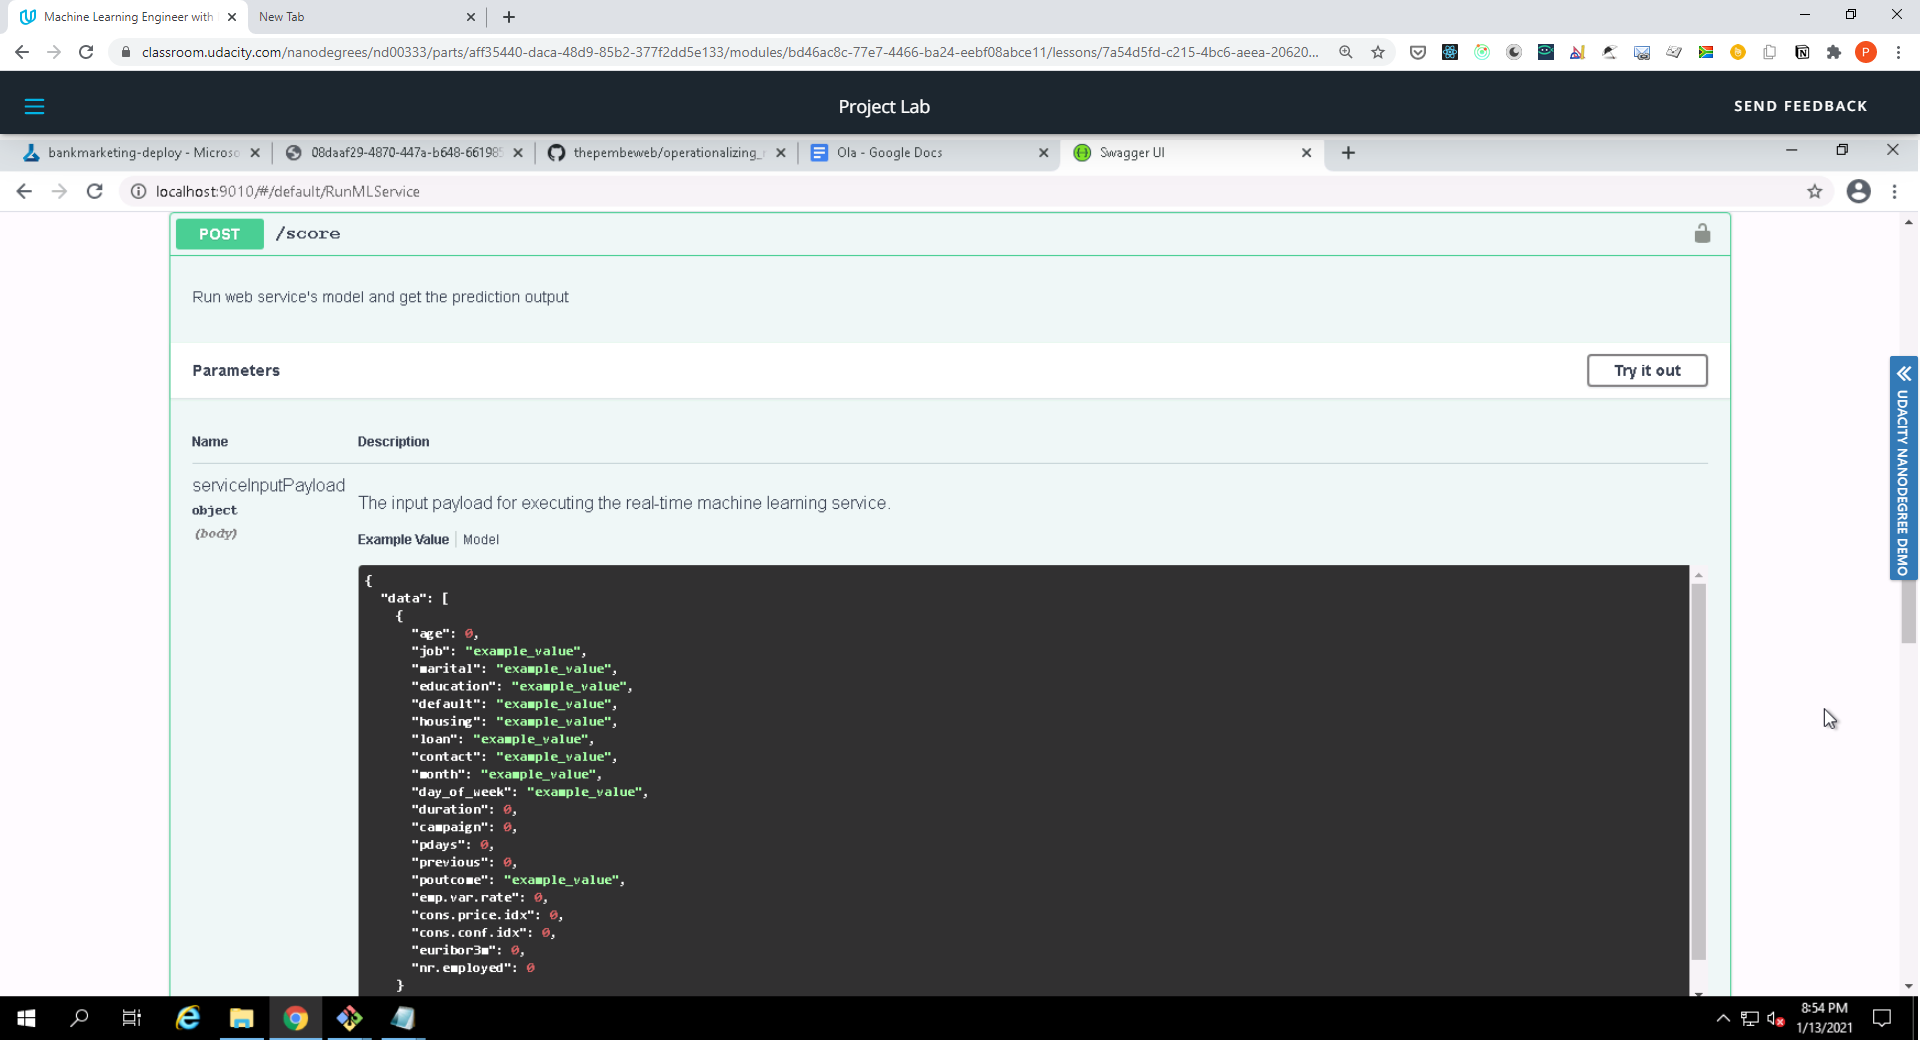 Machine Learning Engineer with
New Tab
classroom.udacity.com/nanodegrees/nd00333/parts/aff35440-daca-48d9-85b2-377f2dd5e133/modules/bd46ac8c-77e7-4466-ba24-eebf08abce11/lessons/7a54d5fd-c215-4bc6-aeea-20620...
P
Project Lab
SEND FEEDBACK
bankmarketing-deploy - Microso
08daaf29-4870-447a-b648-661985
thepembeweb/operationalizing_
Ola - Google Docs
Swagger UI
localhost:9010/#/default/RunMLService
POST /score
Run web service's model and get the prediction output
Parameters
Try it out
Name
Description
serviceInputPayload
object
(body)
The input payload for executing the real-time machine learning service.
Example Value
Model
{
"data": [
{
"age": 0,
"job": "example_value",
"marital": "example_value",
"education": "example_value",
"default": "example_value",
"housing": "example_value",
"loan": "example_value",
"contact": "example_value",
"month": "example_value",
"day_of_week": "example_value",
"duration": 0,
"campaign": 0,
"pdays": 0,
"previous": 0,
"poutcome": "example_value",
"emp.var.rate": 0,
"cons.price.idx": 0,
"cons.conf.idx": 0,
"euribor3m": 0,
"nr.employed": 0
}
UDACITY NANODEGREE DEMO
8:54 PM
1/13/2021